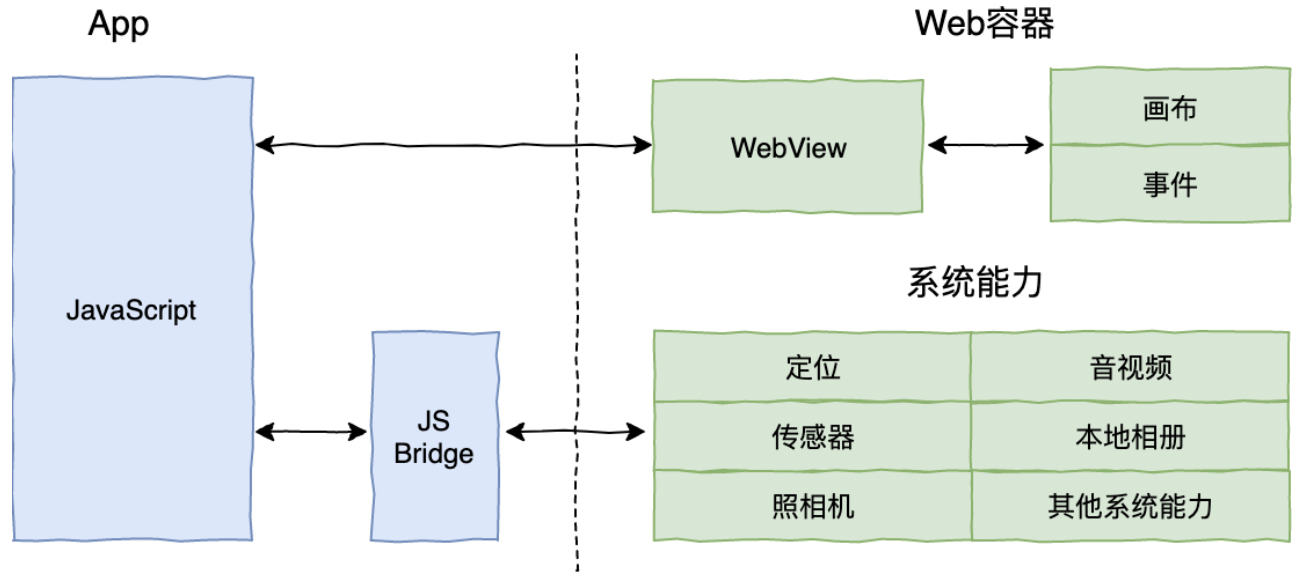 App
Web容器
JavaScript
WebView
画布
事件
JS
Bridge
系统能力
定位
音视频
传感器
本地相册
照相机
其他系统能力